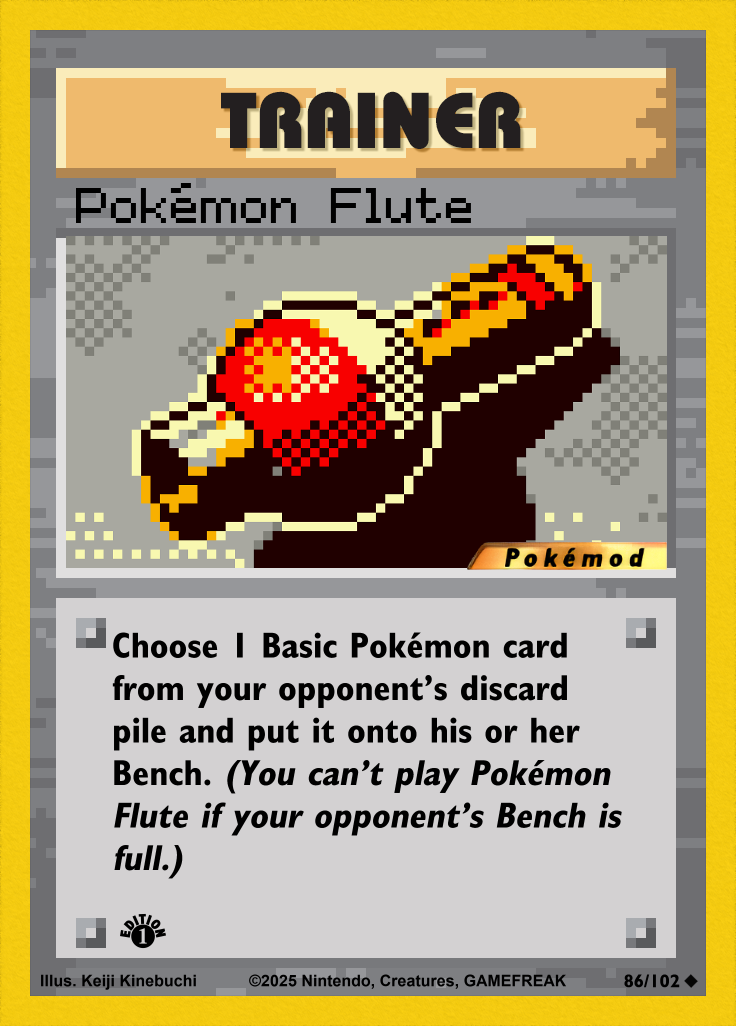 TRAINER
Pokémon Flute
Pokémod
Choose 1 Basic Pokémon card
from your opponent's discard
pile and put it onto his or her
Bench. (You can't play Pokémon
Flute if your opponent's Bench is
full.)
EDITION
1
Illus. Keiji Kinebuchi ©2025 Nintendo, Creatures, GAMEFREAK 86/102 ◆